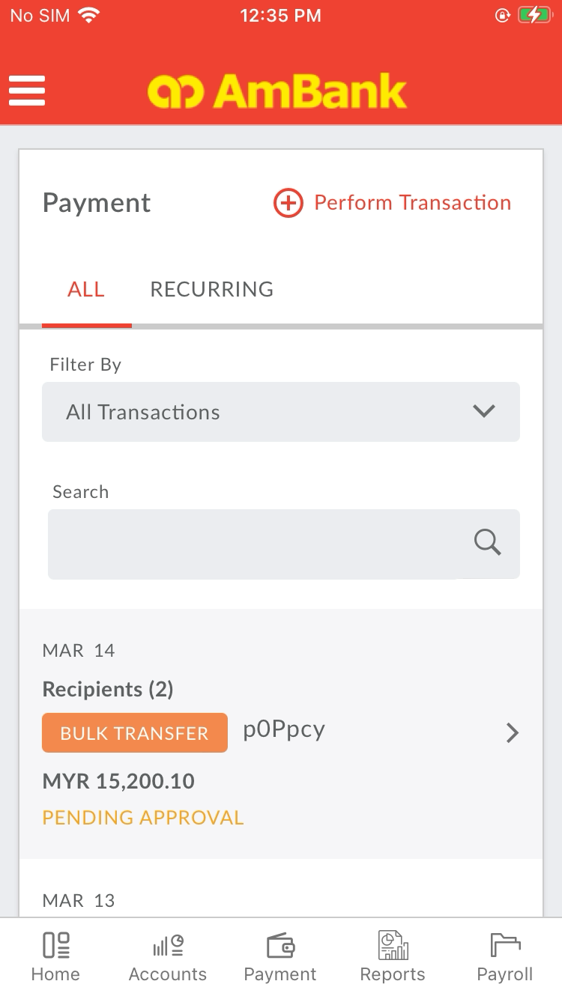 No SIM 12:35 PM
AmBank
Payment Perform Transaction
ALL RECURRING
Filter By
All Transactions
Search
MAR 14
Recipients (2)
BULK TRANSFER p0Ppcy
MYR 15,200.10
PENDING APPROVAL
MAR 13
Home Accounts Payment Reports Payroll